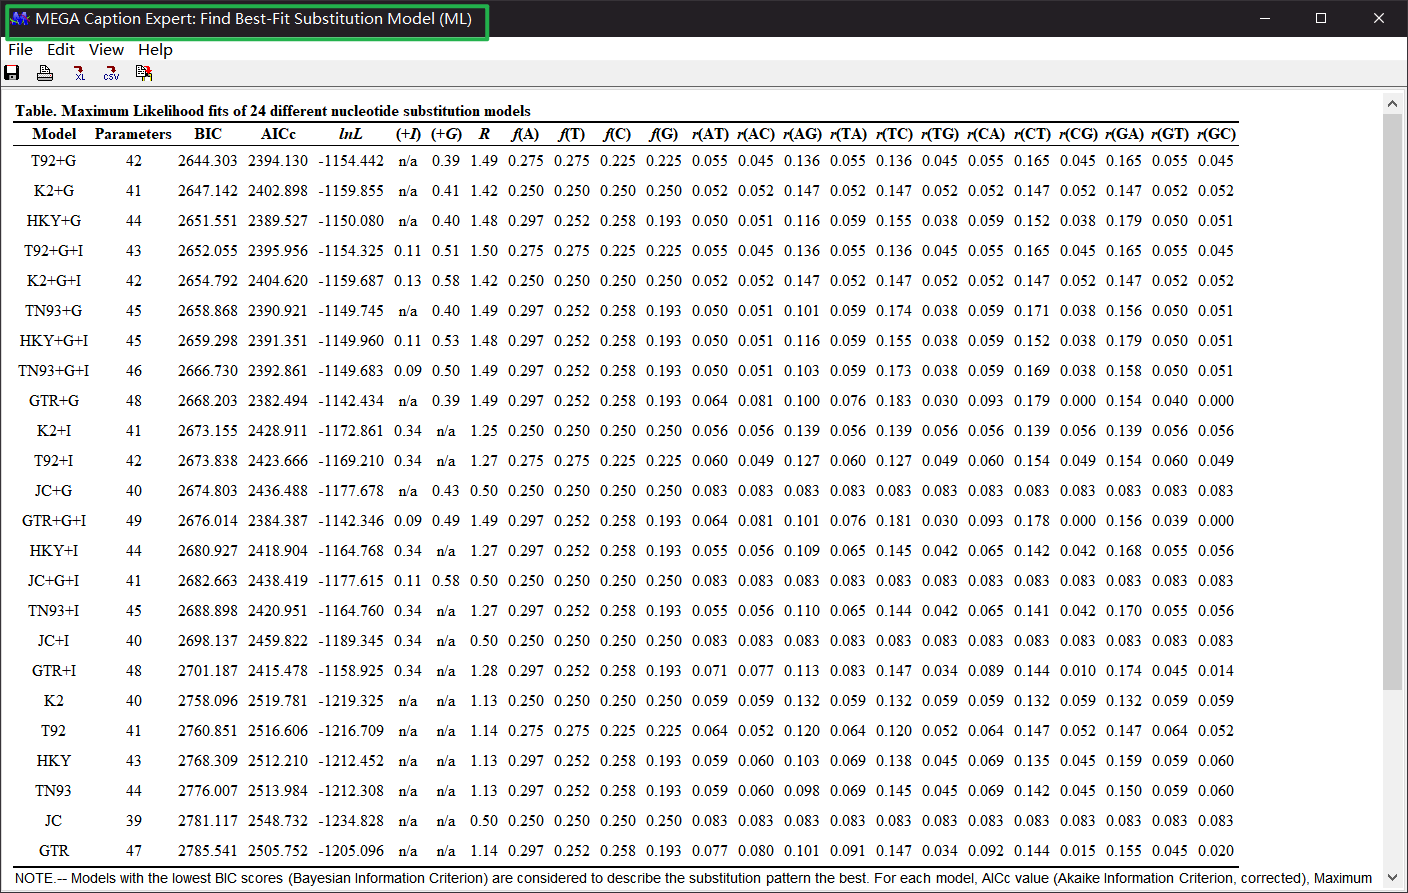 MEGA Caption Expert: Find Best-Fit Substitution Model (ML)
File Edit View Help
XL CSV
Table. Maximum Likelihood fits of 24 different nucleotide substitution models
Model Parameters BIC AICc lnL (+I) (+G) R f(A) f(T) f(C) f(G) r(AT) r(AC) r(AG) r(TA) r(TC) r(TG) r(CA) r(CT) r(CG) r(GA) r(GT) r(GC)
T92+G 42 2644.303 2394.130 -1154.442 n/a 0.39 1.49 0.275 0.275 0.225 0.225 0.055 0.045 0.136 0.055 0.136 0.045 0.055 0.165 0.045 0.165 0.055 0.045
K2+G 41 2647.142 2402.898 -1159.855 n/a 0.41 1.42 0.250 0.250 0.250 0.250 0.052 0.052 0.147 0.052 0.147 0.052 0.052 0.147 0.052 0.147 0.052 0.052
HKY+G 44 2651.551 2389.527 -1150.080 n/a 0.40 1.48 0.297 0.252 0.258 0.193 0.050 0.051 0.116 0.059 0.155 0.038 0.059 0.152 0.038 0.179 0.050 0.051
T92+G+I 43 2652.055 2395.956 -1154.325 0.11 0.51 1.50 0.275 0.275 0.225 0.225 0.055 0.045 0.136 0.055 0.136 0.045 0.055 0.165 0.045 0.165 0.055 0.045
K2+G+I 42 2654.792 2404.620 -1159.687 0.13 0.58 1.42 0.250 0.250 0.250 0.250 0.052 0.052 0.147 0.052 0.147 0.052 0.052 0.147 0.052 0.147 0.052 0.052
TN93+G 45 2658.868 2390.921 -1149.745 n/a 0.40 1.49 0.297 0.252 0.258 0.193 0.050 0.051 0.101 0.059 0.174 0.038 0.059 0.171 0.038 0.156 0.050 0.051
HKY+G+I 45 2659.298 2391.351 -1149.960 0.11 0.53 1.48 0.297 0.252 0.258 0.193 0.050 0.051 0.116 0.059 0.155 0.038 0.059 0.152 0.038 0.179 0.050 0.051
TN93+G+I 46 2666.730 2392.861 -1149.683 0.09 0.50 1.49 0.297 0.252 0.258 0.193 0.050 0.051 0.103 0.059 0.173 0.038 0.059 0.169 0.038 0.158 0.050 0.051
GTR+G 48 2668.203 2382.494 -1142.434 n/a 0.39 1.49 0.297 0.252 0.258 0.193 0.064 0.081 0.100 0.076 0.183 0.030 0.093 0.179 0.000 0.154 0.040 0.000
K2+I 41 2673.155 2428.911 -1172.861 0.34 n/a 1.25 0.250 0.250 0.250 0.250 0.056 0.056 0.139 0.056 0.139 0.056 0.056 0.139 0.056 0.139 0.056 0.056
T92+I 42 2673.838 2423.666 -1169.210 0.34 n/a 1.27 0.275 0.275 0.225 0.225 0.060 0.049 0.127 0.060 0.127 0.049 0.060 0.154 0.049 0.154 0.060 0.049
JC+G 40 2674.803 2436.488 -1177.678 n/a 0.43 0.50 0.250 0.250 0.250 0.250 0.083 0.083 0.083 0.083 0.083 0.083 0.083 0.083 0.083 0.083 0.083 0.083
GTR+G+I 49 2676.014 2384.387 -1142.346 0.09 0.49 1.49 0.297 0.252 0.258 0.193 0.064 0.081 0.101 0.076 0.181 0.030 0.093 0.178 0.000 0.156 0.039 0.000
HKY+I 44 2680.927 2418.904 -1164.768 0.34 n/a 1.27 0.297 0.252 0.258 0.193 0.055 0.056 0.109 0.065 0.145 0.042 0.065 0.142 0.042 0.168 0.055 0.056
JC+G+I 41 2682.663 2438.419 -1177.615 0.11 0.58 0.50 0.250 0.250 0.250 0.250 0.083 0.083 0.083 0.083 0.083 0.083 0.083 0.083 0.083 0.083 0.083 0.083
TN93+I 45 2688.898 2420.951 -1164.760 0.34 n/a 1.27 0.297 0.252 0.258 0.193 0.055 0.056 0.110 0.065 0.144 0.042 0.065 0.141 0.042 0.170 0.055 0.056
JC+I 40 2698.137 2459.822 -1189.345 0.34 n/a 0.50 0.250 0.250 0.250 0.250 0.083 0.083 0.083 0.083 0.083 0.083 0.083 0.083 0.083 0.083 0.083 0.083
GTR+I 48 2701.187 2415.478 -1158.925 0.34 n/a 1.28 0.297 0.252 0.258 0.193 0.071 0.077 0.113 0.083 0.147 0.034 0.089 0.144 0.010 0.174 0.045 0.014
K2 40 2758.096 2519.781 -1219.325 n/a n/a 1.13 0.250 0.250 0.250 0.250 0.059 0.059 0.132 0.059 0.132 0.059 0.059 0.132 0.059 0.132 0.059 0.059
T92 41 2760.851 2516.606 -1216.709 n/a n/a 1.14 0.275 0.275 0.225 0.225 0.064 0.052 0.120 0.064 0.120 0.052 0.064 0.147 0.052 0.147 0.064 0.052
HKY 43 2768.309 2512.210 -1212.452 n/a n/a 1.13 0.297 0.252 0.258 0.193 0.059 0.060 0.103 0.069 0.138 0.045 0.069 0.135 0.045 0.159 0.059 0.060
TN93 44 2776.007 2513.984 -1212.308 n/a n/a 1.13 0.297 0.252 0.258 0.193 0.059 0.060 0.098 0.069 0.145 0.045 0.069 0.142 0.045 0.150 0.059 0.060
JC 39 2781.117 2548.732 -1234.828 n/a n/a 0.50 0.250 0.250 0.250 0.250 0.083 0.083 0.083 0.083 0.083 0.083 0.083 0.083 0.083 0.083 0.083 0.083
GTR 47 2785.541 2505.752 -1205.096 n/a n/a 1.14 0.297 0.252 0.258 0.193 0.077 0.080 0.101 0.091 0.147 0.034 0.092 0.144 0.015 0.155 0.045 0.020
NOTE.-- Models with the lowest BIC scores (Bayesian Information Criterion) are considered to describe the substitution pattern the best. For each model, AICc value (Akaike Information Criterion, corrected), Maximum